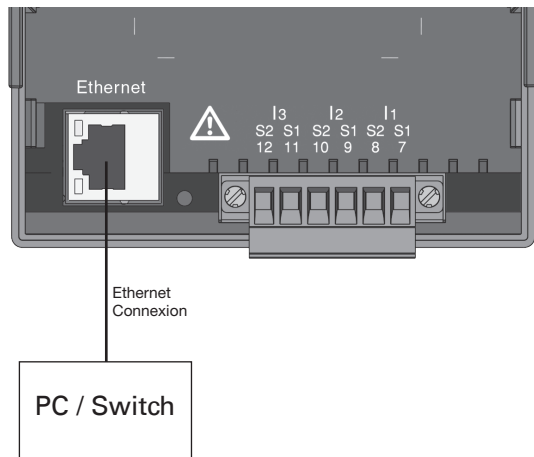 Ethernet
I3 I2 I1
S2 S1 S2 S1 S2 S1
12 11 10 9 8 7
Ethernet
Connexion
PC / Switch